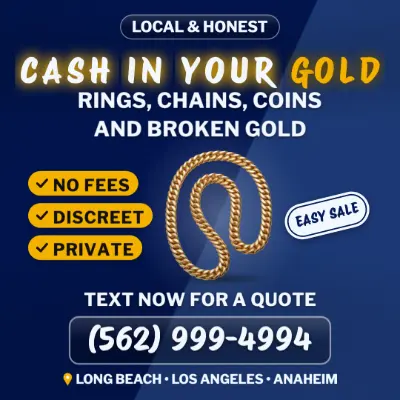 LOCAL & HONEST
CASH IN YOUR GOLD
RINGS, CHAINS, COINS
AND BROKEN GOLD
NO FEES
DISCREET
PRIVATE
EASY SALE
TEXT NOW FOR A QUOTE
(562) 999-4994
LONG BEACH • LOS ANGELES • ANAHEIM